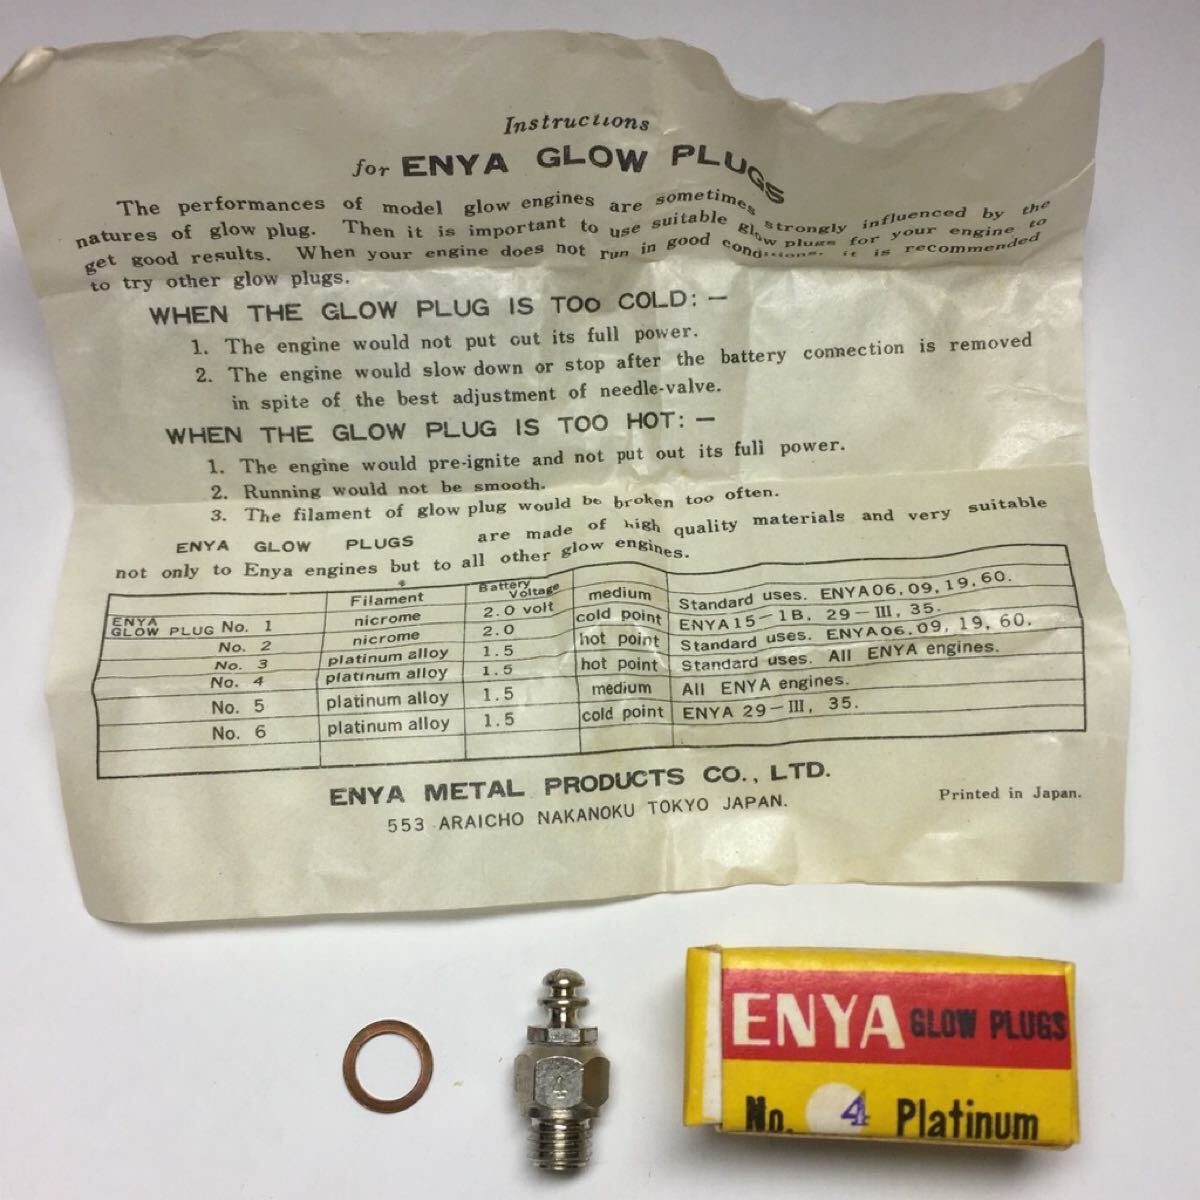 Instructions
for ENYA GLOW PLUGS
The performances of model glow engines are sometimes strongly influenced by the
natures of glow plug. Then it is important to use suitable glow plugs for your engine to
get good results. When your engine does not run in good conditions, it is recommended
to try other glow plugs.
WHEN THE GLOW PLUG IS TOO COLD: —
1. The engine would not put out its full power.
2. The engine would slow down or stop after the battery connection is removed
in spite of the best adjustment of needle-valve.
WHEN THE GLOW PLUG IS TOO HOT: —
1. The engine would pre-ignite and not put out its full power.
2. Running would not be smooth.
3. The filament of glow plug would be broken too often.
ENYA GLOW PLUGS are made of high quality materials and very suitable
not only to Enya engines but to all other glow engines.
Filament Battery Voltage
ENYA GLOW PLUG No. 1 nicrome 2.0 volt medium Standard uses. ENYA 06, 09, 19, 60.
No. 2 nicrome 2.0 cold point ENYA 15-1B, 29-III, 35.
No. 3 platinum alloy 1.5 hot point Standard uses. ENYA 06, 09, 19, 60.
No. 4 platinum alloy 1.5 hot point Standard uses. All ENYA engines.
No. 5 platinum alloy 1.5 medium All ENYA engines.
No. 6 platinum alloy 1.5 cold point ENYA 29-III, 35.
ENYA METAL PRODUCTS CO., LTD.
553 ARAICHO NAKANOKU TOKYO JAPAN.
Printed in Japan.
ENYA GLOW PLUGS
No. 4 Platinum